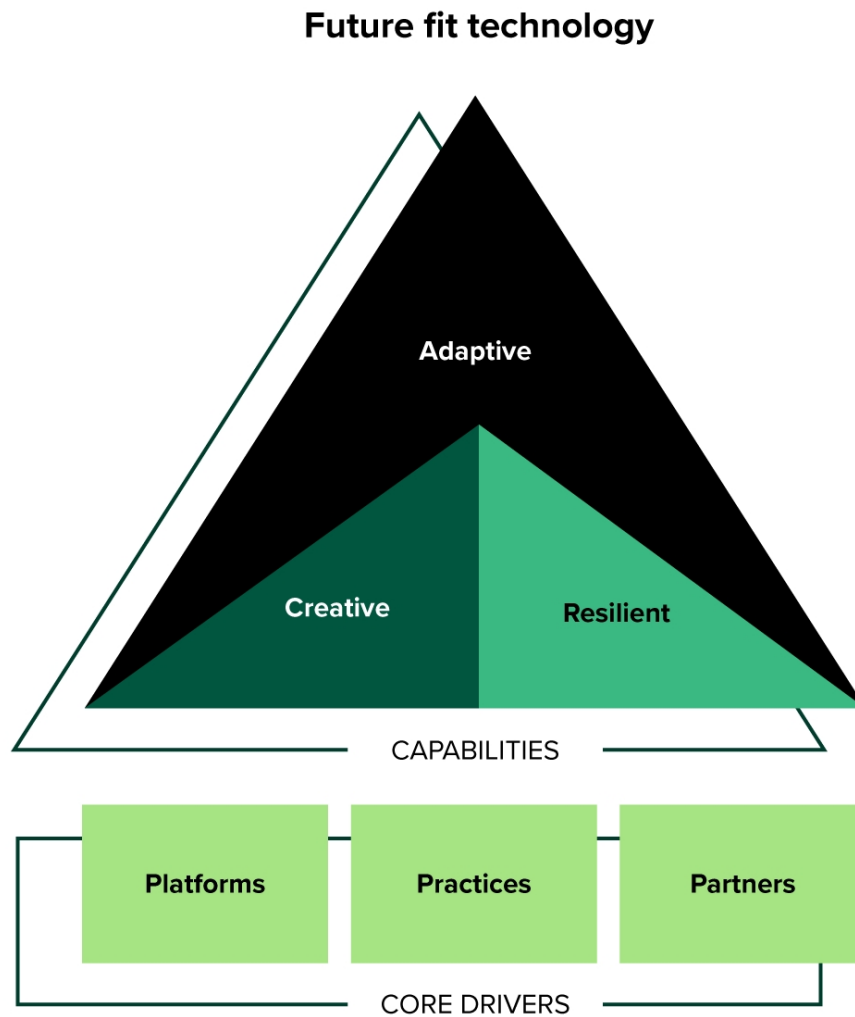 Future fit technology
Adaptive
Creative
Resilient
CAPABILITIES
Platforms
Practices
Partners
CORE DRIVERS